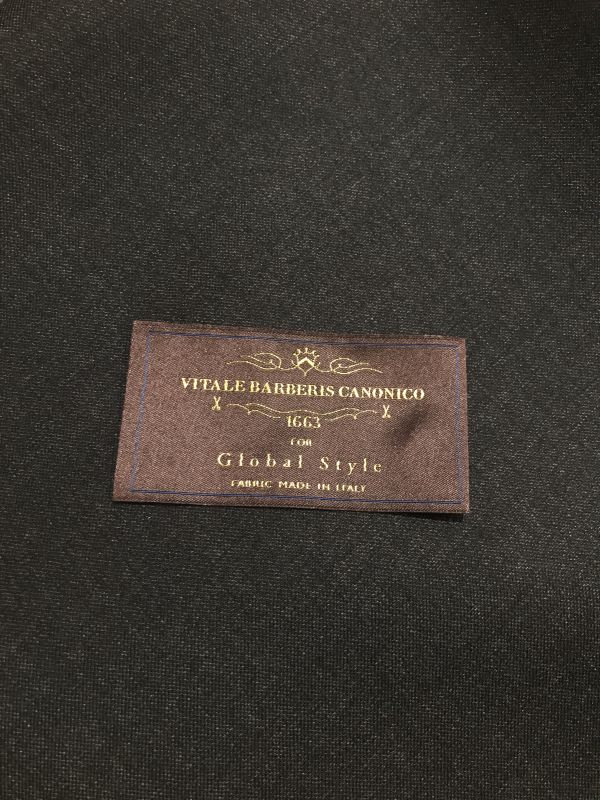 VITALE BARBERIS CANONICO
1663
FOR
Global Style
FABRIC MADE IN ITALY